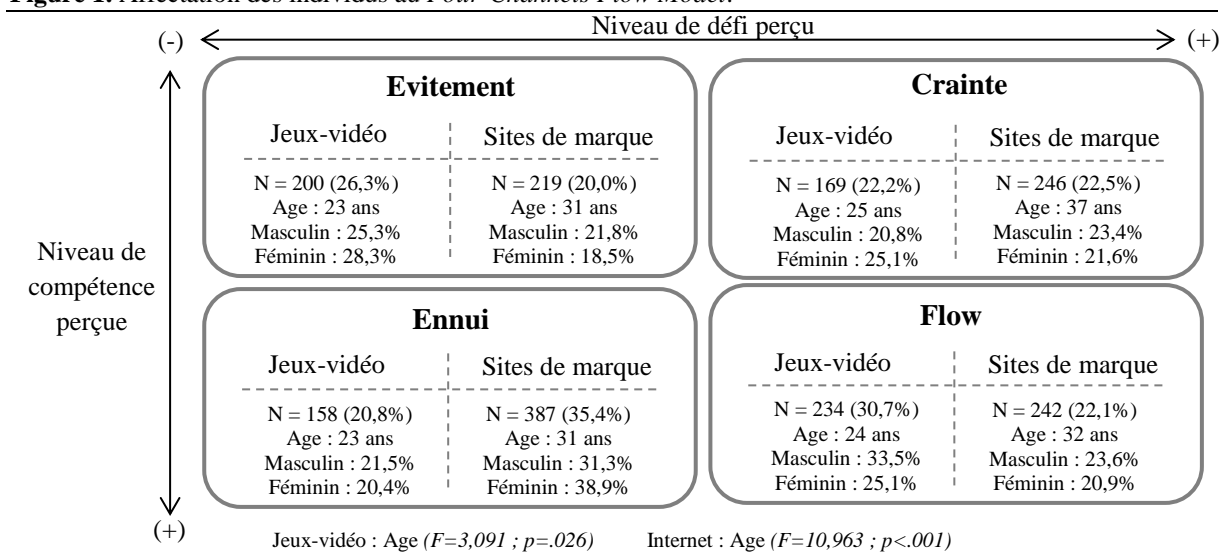 Figure 1. Affectation des individus au Four Channels Flow Model.
Niveau de défi perçu
(-)
(+)
Evitement
Jeux-vidéo
Sites de marque
N = 200 (26,3%)
Age : 23 ans
Masculin : 25,3%
Féminin : 28,3%
N = 219 (20,0%)
Age : 31 ans
Masculin : 21,8%
Féminin : 18,5%
Crainte
Jeux-vidéo
Sites de marque
N = 169 (22,2%)
Age : 25 ans
Masculin : 20,8%
Féminin : 25,1%
N = 246 (22,5%)
Age : 37 ans
Masculin : 23,4%
Féminin : 21,6%
Niveau de
compétence
perçue
Ennui
Jeux-vidéo
Sites de marque
N = 158 (20,8%)
Age : 23 ans
Masculin : 21,5%
Féminin : 20,4%
N = 387 (35,4%)
Age : 31 ans
Masculin : 31,3%
Féminin : 38,9%
Flow
Jeux-vidéo
Sites de marque
N = 234 (30,7%)
Age : 24 ans
Masculin : 33,5%
Féminin : 25,1%
N = 242 (22,1%)
Age : 32 ans
Masculin : 23,6%
Féminin : 20,9%
(+)
Jeux-vidéo : Age (F=3,091 ; p=.026) Internet : Age (F=10,963 ; p<.001)